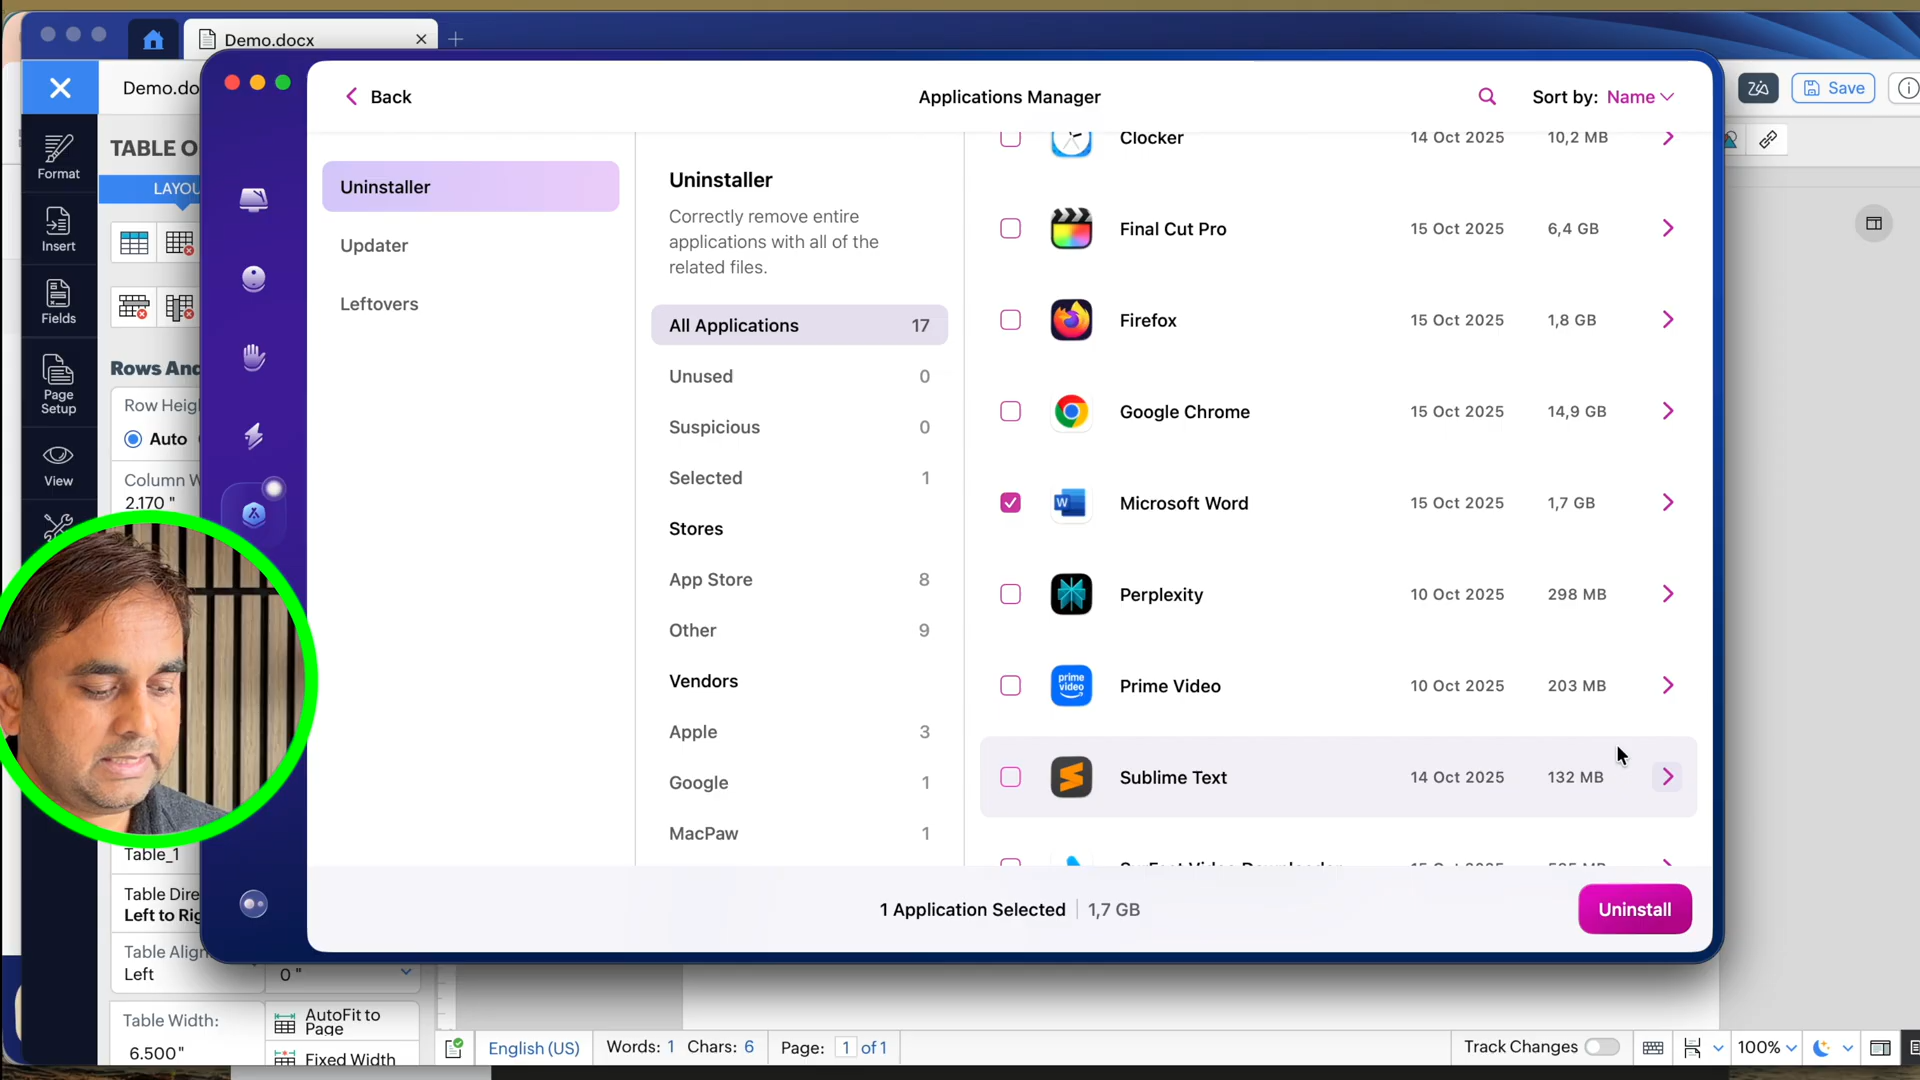 Demo.docx
Demo.do
Save
Format
Insert
Fields
Page
Setup
View
TABLE O
LAYOU
Rows And
Row Heig
Auto
Column W
2.170 "
Table_1
Table Dire
Left to Rig
Table Align
Left
0 "
Table Width:
6.500"
AutoFit to
Page
Fixed Width
Back
Applications Manager
Sort by: Name
Uninstaller
Updater
Leftovers
Uninstaller
Correctly remove entire
applications with all of the
related files.
All Applications 17
Unused 0
Suspicious 0
Selected 1
Stores
App Store 8
Other 9
Vendors
Apple 3
Google 1
MacPaw 1
Clocker 14 Oct 2025 10,2 MB
Final Cut Pro 15 Oct 2025 6,4 GB
Firefox 15 Oct 2025 1,8 GB
Google Chrome 15 Oct 2025 14,9 GB
W Microsoft Word 15 Oct 2025 1,7 GB
Perplexity 10 Oct 2025 298 MB
prime
video
Prime Video 10 Oct 2025 203 MB
Sublime Text 14 Oct 2025 132 MB
1 Application Selected 1,7 GB
Uninstall
English (US) Words: 1 Chars: 6 Page: 1 of 1
Track Changes 100%